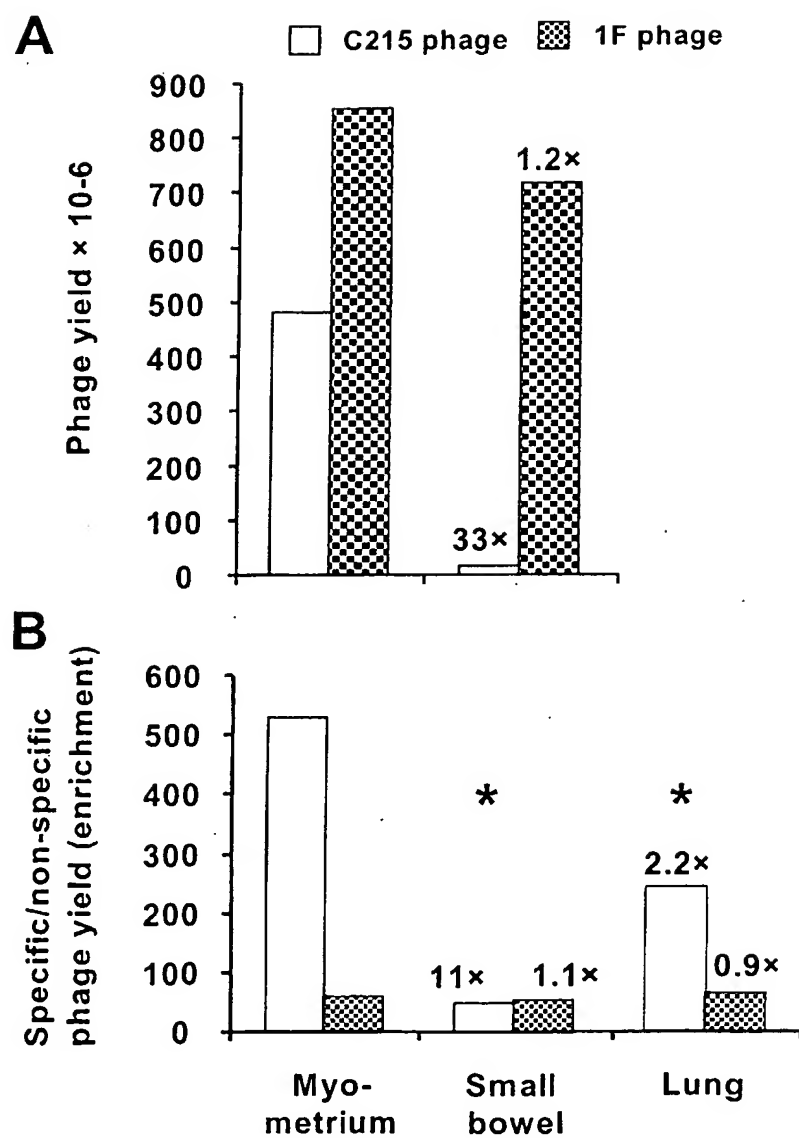 A
C215 phage 1F phage
Phage yield × 10-6
900
800
700
600
500
400
300
200
100
0
1.2×
33×
B
Specific/non-specific
phage yield (enrichment)
600
500
400
300
200
100
0
* *
2.2×
11× 1.1× 0.9×
Myo-
metrium
Small
bowel
Lung